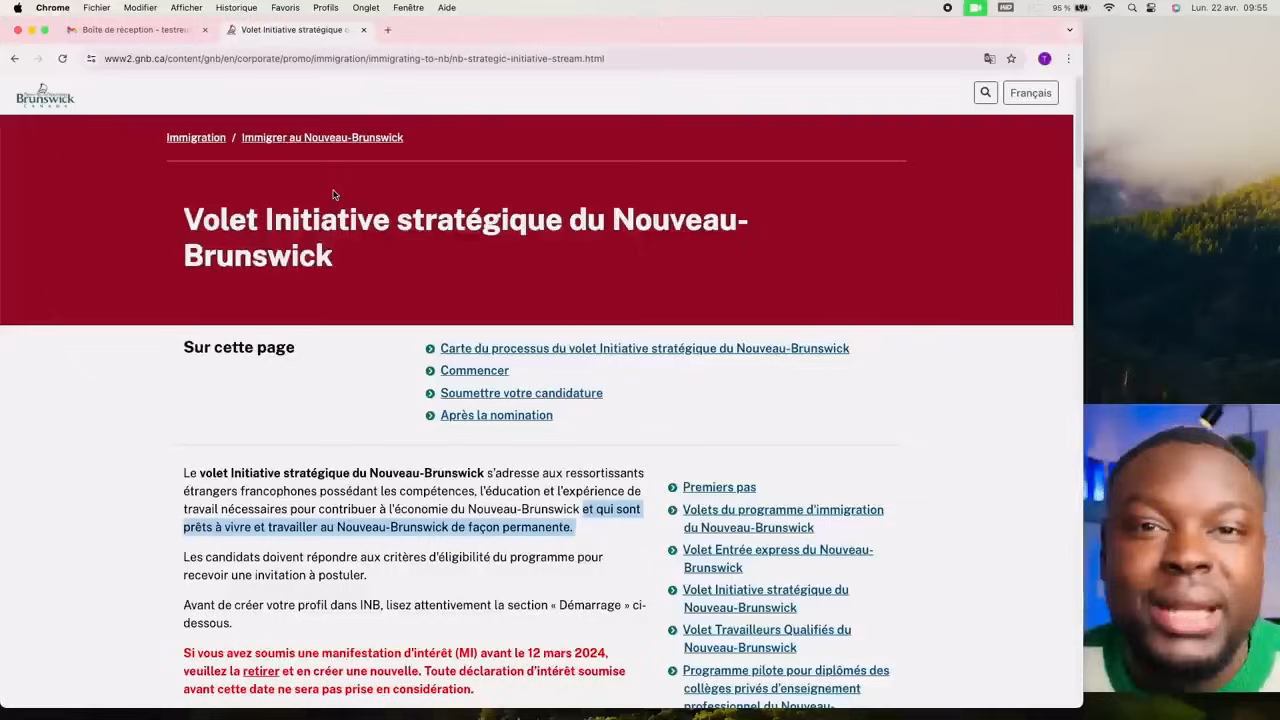 Chrome Fichier Modifier Afficher Historique Favoris Profils Onglet Fenêtre Aide 95 % Lun. 22 avr. 09:55
Boîte de réception - testreu
Volet Initiative stratégique
www2.gnb.ca/content/gnb/en/corporate/promo/immigration/immigrating-to-nb/nb-strategic-initiative-stream.html
T
Brunswick
CANADA
Français
Immigration / Immigrer au Nouveau-Brunswick
Volet Initiative stratégique du Nouveau-
Brunswick
Sur cette page
Carte du processus du volet Initiative stratégique du Nouveau-Brunswick
Commencer
Soumettre votre candidature
Après la nomination
Le volet Initiative stratégique du Nouveau-Brunswick s'adresse aux ressortissants
étrangers francophones possédant les compétences, l'éducation et l'expérience de
travail nécessaires pour contribuer à l'économie du Nouveau-Brunswick et qui sont
prêts à vivre et travailler au Nouveau-Brunswick de façon permanente.
Les candidats doivent répondre aux critères d'éligibilité du programme pour
recevoir une invitation à postuler.
Avant de créer votre profil dans INB, lisez attentivement la section « Démarrage » ci-
dessous.
Si vous avez soumis une manifestation d'intérêt (MI) avant le 12 mars 2024,
veuillez la retirer et en créer une nouvelle. Toute déclaration d'intérêt soumise
avant cette date ne sera pas prise en considération.
Premiers pas
Volets du programme d'immigration
du Nouveau-Brunswick
Volet Entrée express du Nouveau-
Brunswick
Volet Initiative stratégique du
Nouveau-Brunswick
Volet Travailleurs Qualifiés du
Nouveau-Brunswick
Programme pilote pour diplômés des
collèges privés d'enseignement
professionnel du Nouveau-